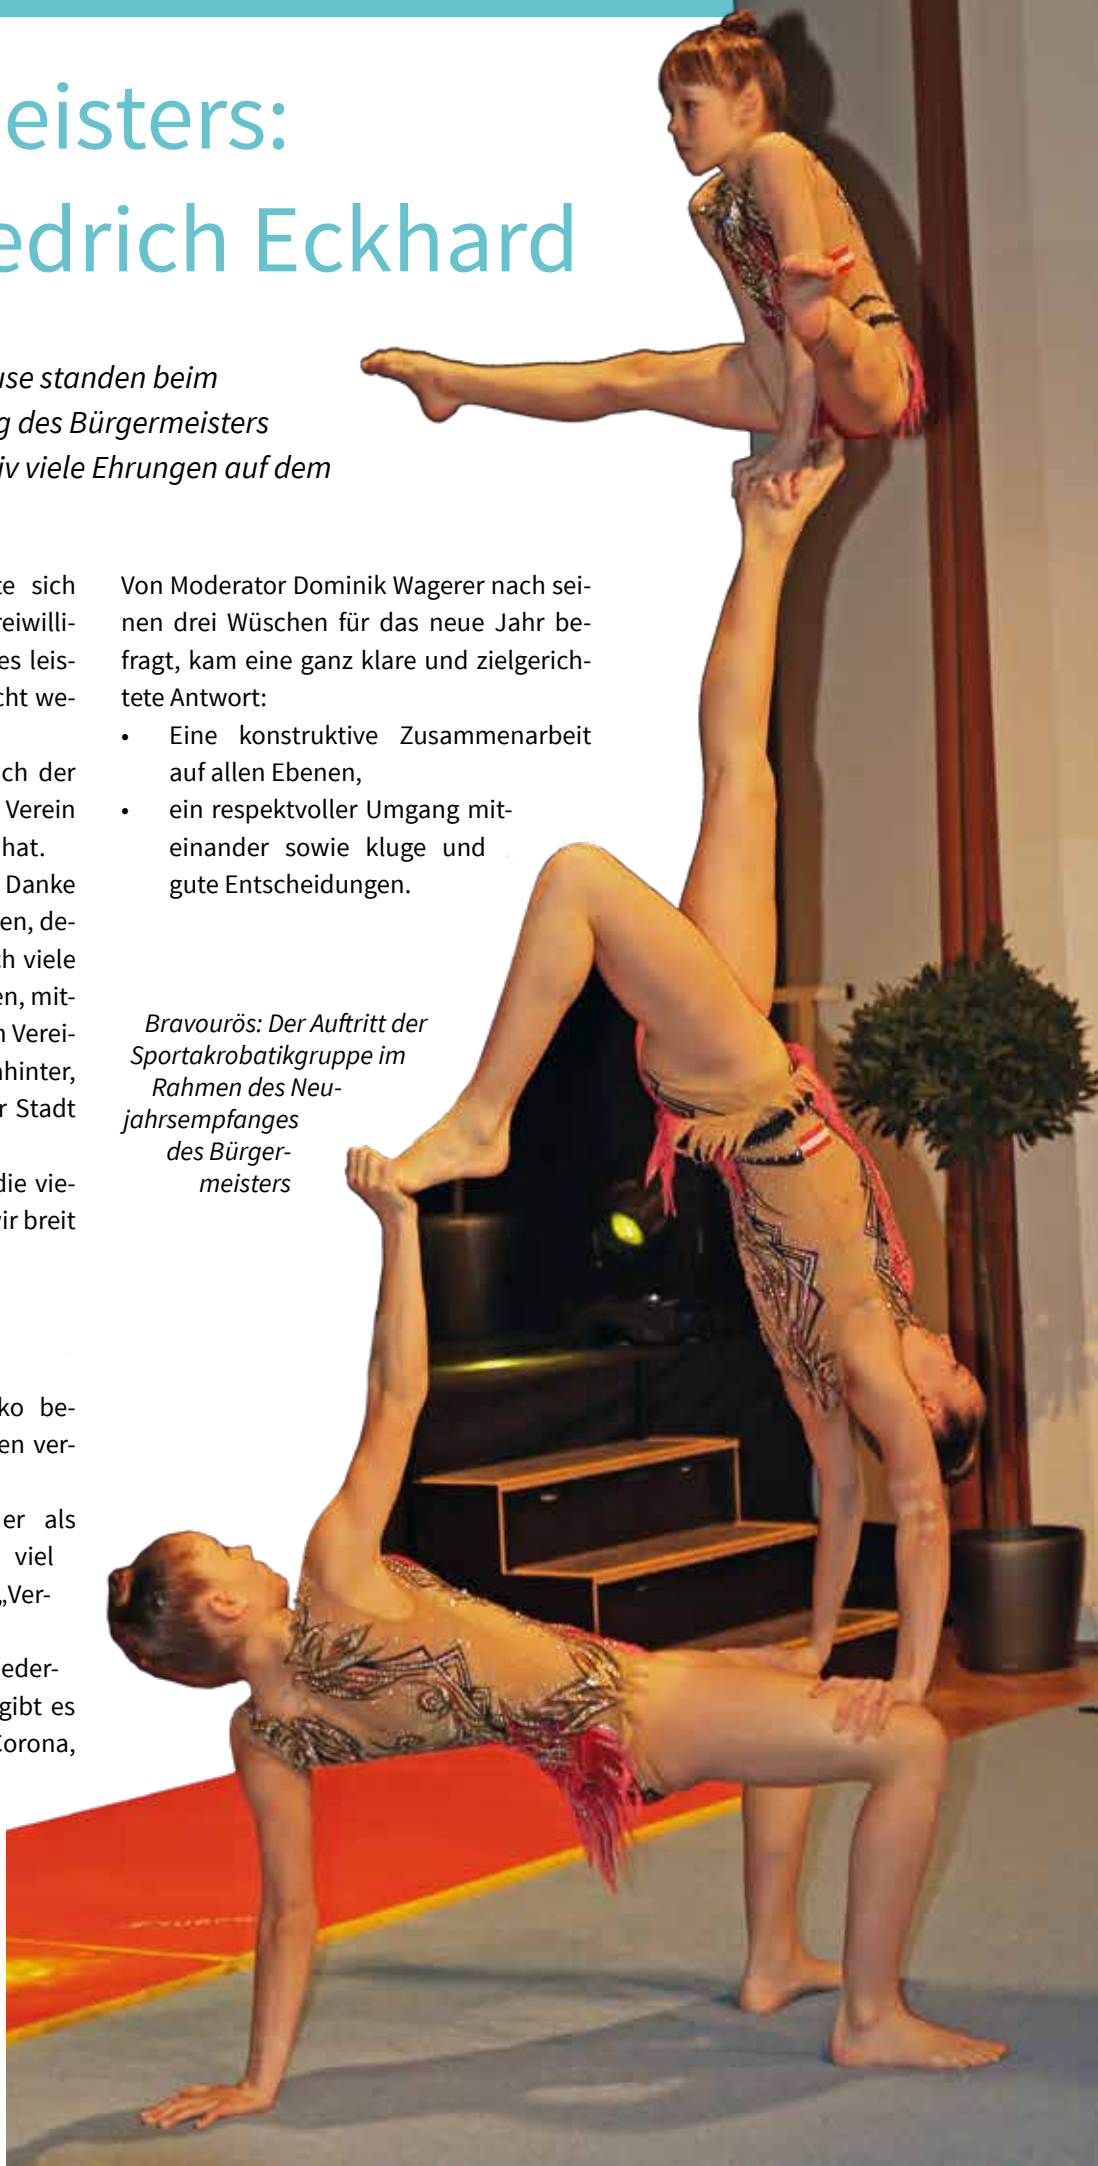 eisters:
edrich Eckhard
use standen beim
g des Bürgermeisters
iv viele Ehrungen auf dem
te sich
reiwilli-
es leis-
cht we-
ch der
Verein
hat.
Danke
en, de-
h viele
en, mit-
n Verei-
hinter,
r Stadt
die vie-
vir breit
ko be-
en ver-
er als
viel
„Ver-
eder-
gibt es
Corona,
Von Moderator Dominik Wagerer nach sei-
nen drei Wüschen für das neue Jahr be-
fragt, kam eine ganz klare und zielgerich-
tete Antwort:
• Eine konstruktive Zusammenarbeit
auf allen Ebenen,
• ein respektvoller Umgang mit-
einander sowie kluge und
gute Entscheidungen.
Bravourös: Der Auftritt der
Sportakrobatikgruppe im
Rahmen des Neu-
jahrsempfanges
des Bürger-
meisters